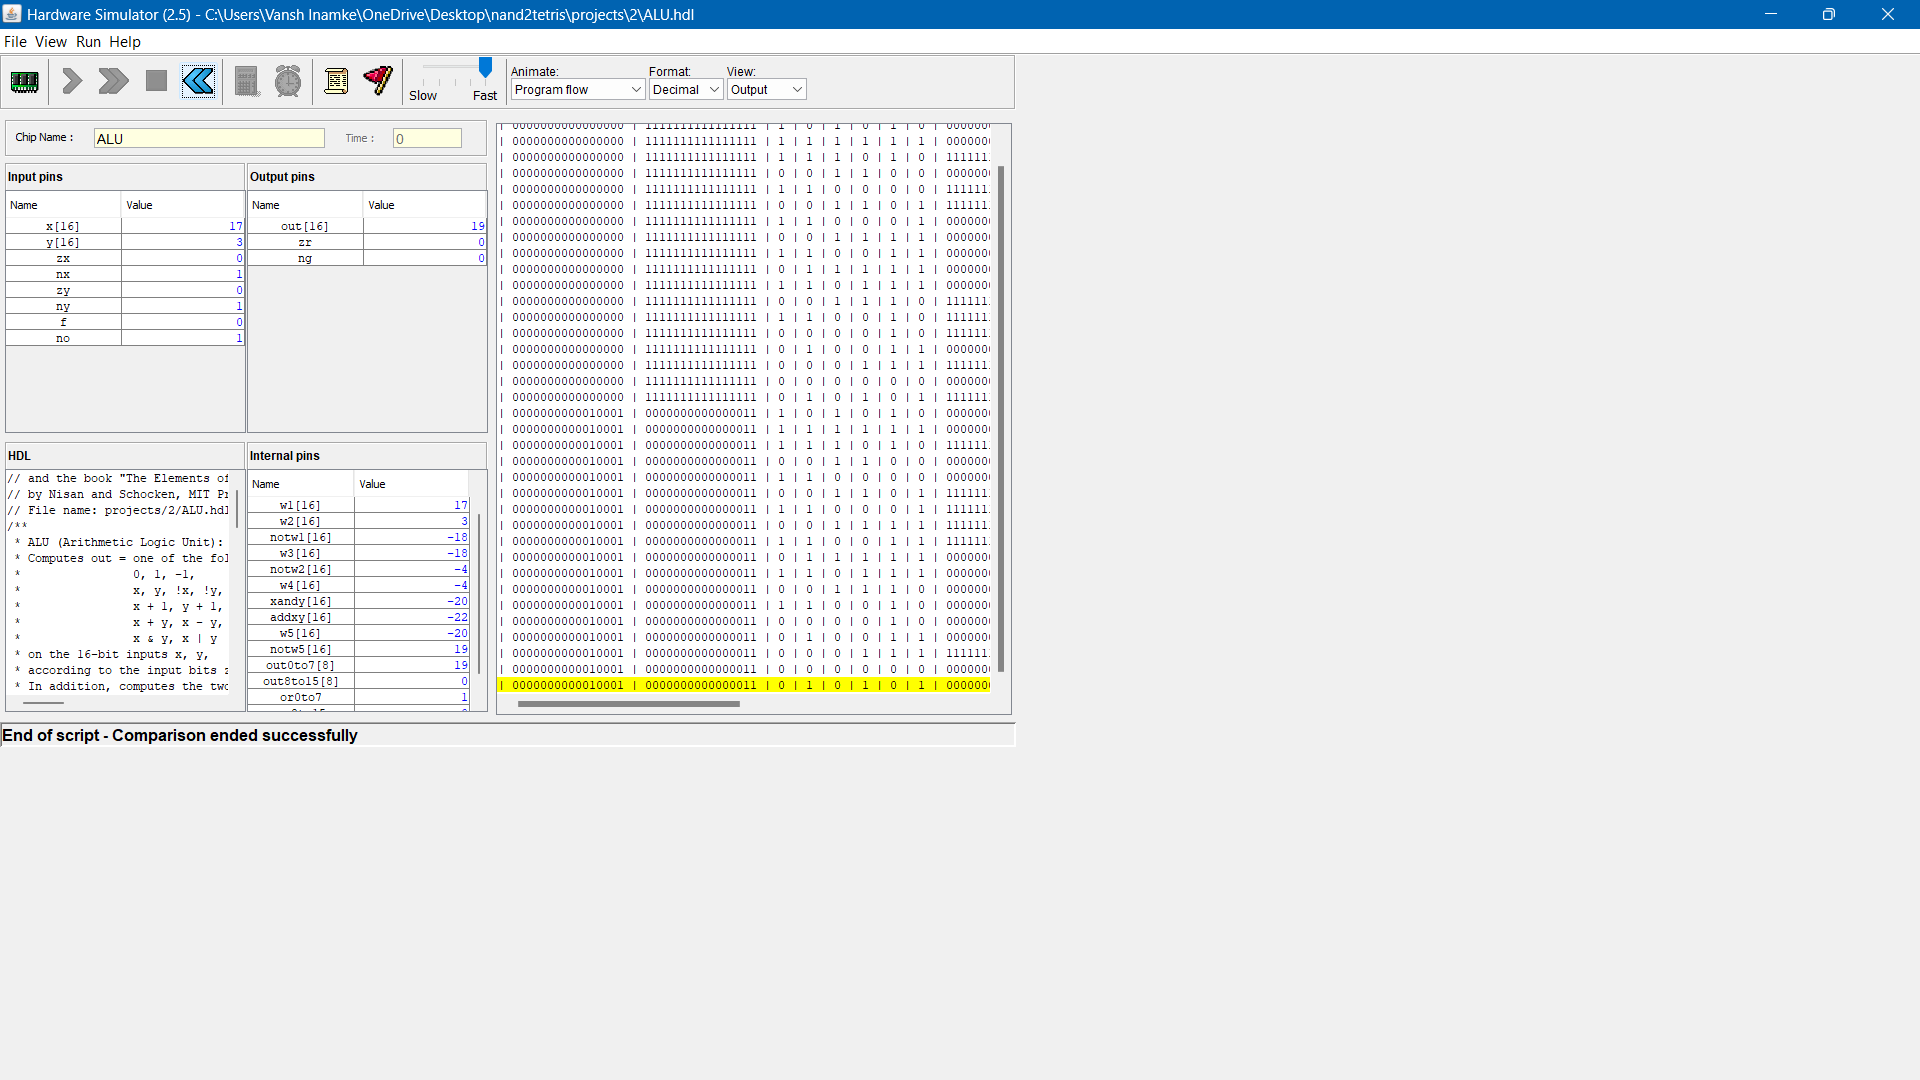 Hardware Simulator (2.5) - C:\Users\Vansh Inamke\OneDrive\Desktop\nand2tetris\projects\2\ALU.hdl
File View Run Help
Slow Fast
Animate: Format: View:
Program flow Decimal Output
Chip Name : ALU Time : 0
Input pins
Name Value
x[16] 17
y[16] 3
zx 0
nx 1
zy 0
ny 1
f 0
no 1
Output pins
Name Value
out[16] 19
zr 0
ng 0
HDL
// and the book "The Elements of
// by Nisan and Schocken, MIT Pr
// File name: projects/2/ALU.hdl
/**
* ALU (Arithmetic Logic Unit):
* Computes out = one of the fol
* 0, 1, -1,
* x, y, !x, !y,
* x + 1, y + 1,
* x + y, x - y,
* x & y, x | y
* on the 16-bit inputs x, y,
* according to the input bits z
* In addition, computes the two
Internal pins
Name Value
w1[16] 17
w2[16] 3
notw1[16] -18
w3[16] -18
notw2[16] -4
w4[16] -4
xandy[16] -20
addxy[16] -22
w5[16] -20
notw5[16] 19
out0to7[8] 19
out8to15[8] 0
or0to7 1
| 0000000000000000 | 1111111111111111 | 1 | 0 | 1 | 0 | 1 | 0 | 000000
| 0000000000000000 | 1111111111111111 | 1 | 1 | 1 | 1 | 1 | 1 | 000000
| 0000000000000000 | 1111111111111111 | 1 | 1 | 1 | 0 | 1 | 0 | 111111
| 0000000000000000 | 1111111111111111 | 0 | 0 | 1 | 1 | 0 | 0 | 000000
| 0000000000000000 | 1111111111111111 | 1 | 1 | 0 | 0 | 0 | 0 | 111111
| 0000000000000000 | 1111111111111111 | 0 | 0 | 1 | 1 | 0 | 1 | 111111
| 0000000000000000 | 1111111111111111 | 1 | 1 | 0 | 0 | 0 | 1 | 000000
| 0000000000000000 | 1111111111111111 | 0 | 0 | 1 | 1 | 1 | 1 | 000000
| 0000000000000000 | 1111111111111111 | 1 | 1 | 0 | 0 | 1 | 1 | 000000
| 0000000000000000 | 1111111111111111 | 0 | 1 | 1 | 1 | 1 | 1 | 000000
| 0000000000000000 | 1111111111111111 | 1 | 1 | 0 | 1 | 1 | 1 | 000000
| 0000000000000000 | 1111111111111111 | 0 | 0 | 1 | 1 | 1 | 0 | 111111
| 0000000000000000 | 1111111111111111 | 1 | 1 | 0 | 0 | 1 | 0 | 111111
| 0000000000000000 | 1111111111111111 | 0 | 0 | 0 | 0 | 1 | 0 | 111111
| 0000000000000000 | 1111111111111111 | 0 | 1 | 0 | 0 | 1 | 1 | 000000
| 0000000000000000 | 1111111111111111 | 0 | 0 | 0 | 1 | 1 | 1 | 111111
| 0000000000000000 | 1111111111111111 | 0 | 0 | 0 | 0 | 0 | 0 | 000000
| 0000000000000000 | 1111111111111111 | 0 | 1 | 0 | 1 | 0 | 1 | 111111
| 0000000000010001 | 0000000000000011 | 1 | 0 | 1 | 0 | 1 | 0 | 000000
| 0000000000010001 | 0000000000000011 | 1 | 1 | 1 | 1 | 1 | 1 | 000000
| 0000000000010001 | 0000000000000011 | 1 | 1 | 1 | 0 | 1 | 0 | 111111
| 0000000000010001 | 0000000000000011 | 0 | 0 | 1 | 1 | 0 | 0 | 000000
| 0000000000010001 | 0000000000000011 | 1 | 1 | 0 | 0 | 0 | 0 | 000000
| 0000000000010001 | 0000000000000011 | 0 | 0 | 1 | 1 | 0 | 1 | 111111
| 0000000000010001 | 0000000000000011 | 1 | 1 | 0 | 0 | 0 | 1 | 111111
| 0000000000010001 | 0000000000000011 | 0 | 0 | 1 | 1 | 1 | 1 | 111111
| 0000000000010001 | 0000000000000011 | 1 | 1 | 0 | 0 | 1 | 1 | 111111
| 0000000000010001 | 0000000000000011 | 0 | 1 | 1 | 1 | 1 | 1 | 000000
| 0000000000010001 | 0000000000000011 | 1 | 1 | 0 | 1 | 1 | 1 | 000000
| 0000000000010001 | 0000000000000011 | 0 | 0 | 1 | 1 | 1 | 0 | 000000
| 0000000000010001 | 0000000000000011 | 1 | 1 | 0 | 0 | 1 | 0 | 000000
| 0000000000010001 | 0000000000000011 | 0 | 0 | 0 | 0 | 1 | 0 | 000000
| 0000000000010001 | 0000000000000011 | 0 | 1 | 0 | 0 | 1 | 1 | 000000
| 0000000000010001 | 0000000000000011 | 0 | 0 | 0 | 1 | 1 | 1 | 111111
| 0000000000010001 | 0000000000000011 | 0 | 0 | 0 | 0 | 0 | 0 | 000000
| 0000000000010001 | 0000000000000011 | 0 | 1 | 0 | 1 | 0 | 1 | 000000
End of script - Comparison ended successfully